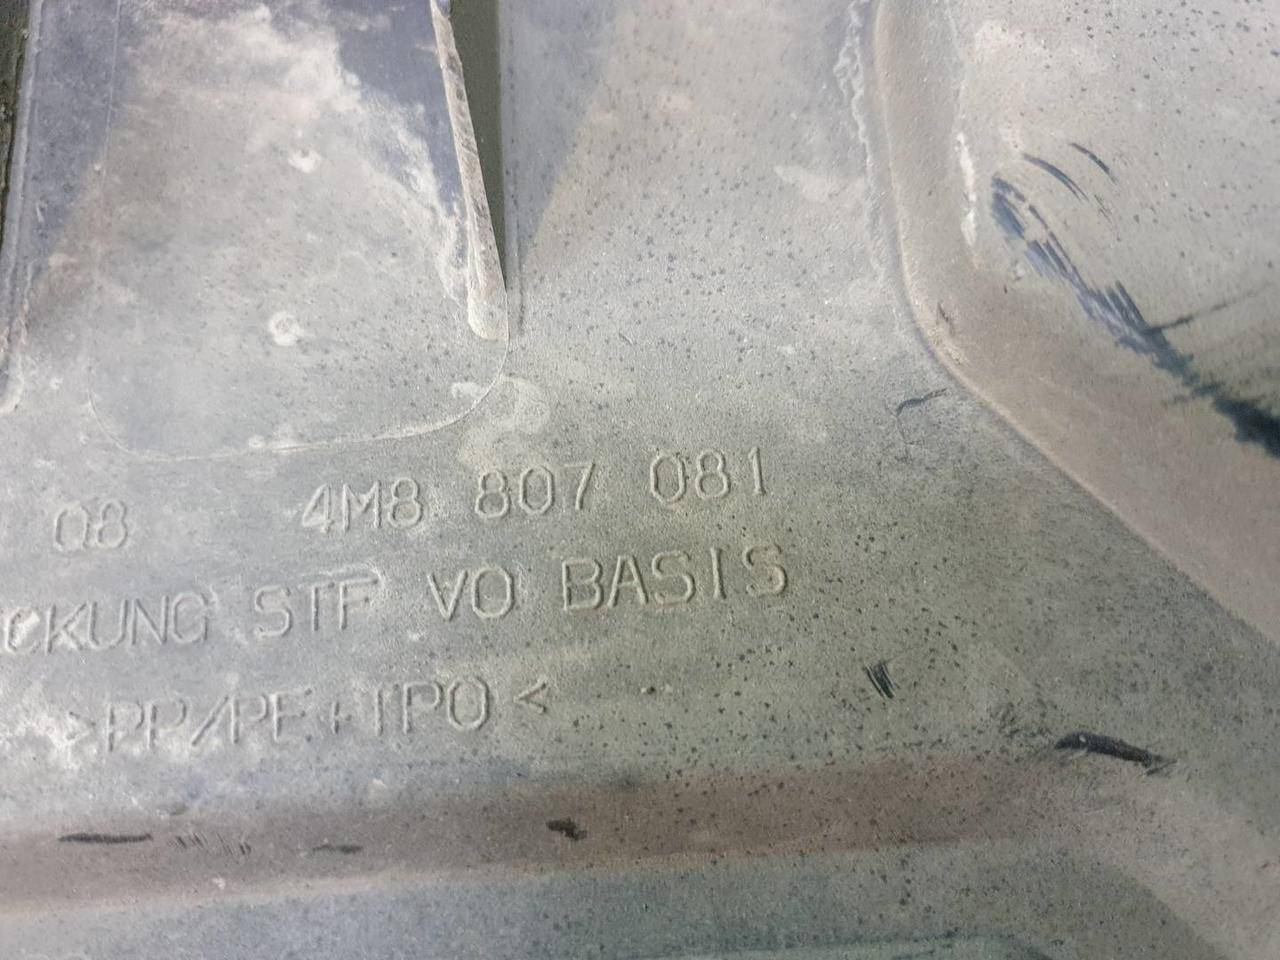 08 4M8 807 081
CKUNG STF VO BASIS
>PP/PE+TPO<